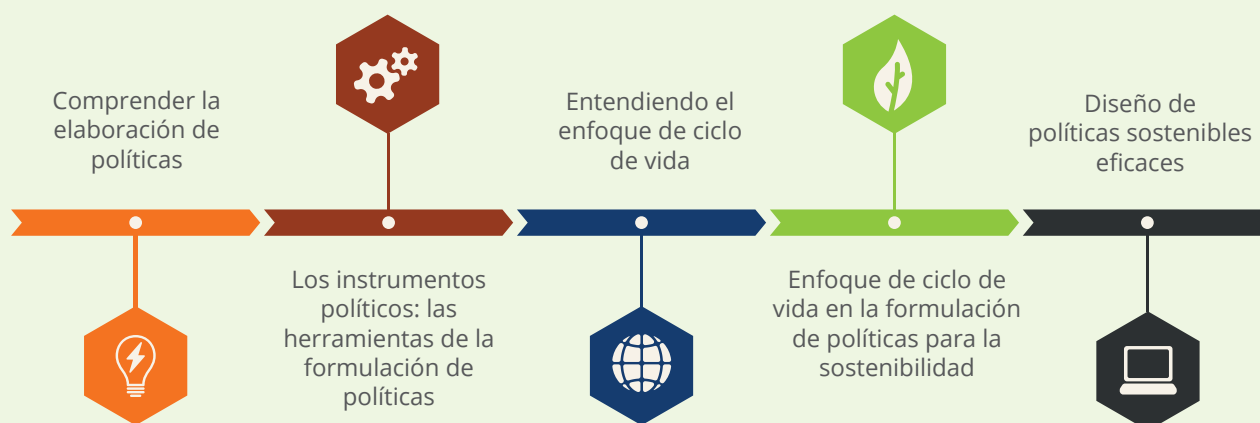 Comprender la
elaboración de
políticas
Los instrumentos
políticos: las
herramientas de la
formulación de
políticas
Entendiendo el
enfoque de ciclo
de vida
Enfoque de ciclo de
vida en la formulación
de políticas para la
sostenibilidad
Diseño de
políticas sostenibles
eficaces